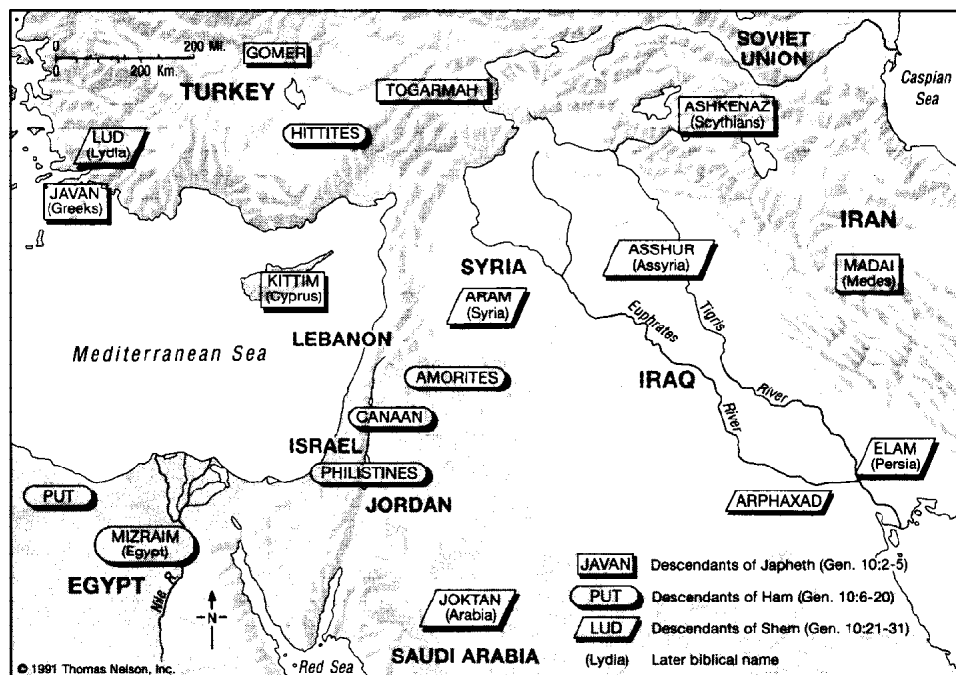 0 200 Mi.
0 200 Km.
GOMER
SOVIET
UNION
Caspian
Sea
TURKEY
TOGARMAH
ASHKENAZ
(Scythians)
LUD
(Lydia)
HITTITES
JAVAN
(Greeks)
IRAN
ASSHUR
(Assyria)
MADAI
(Medes)
SYRIA
KITTIM
(Cyprus)
ARAM
(Syria)
Euphrates
River
Tigris
River
LEBANON
Mediterranean Sea
AMORITES
IRAQ
CANAAN
ISRAEL
PHILISTINES
ELAM
(Persia)
PUT
JORDAN
ARPHAXAD
MIZRAIM
(Egypt)
EGYPT
Nile R.
-N-
JOKTAN
(Arabia)
SAUDI ARABIA
Red Sea
JAVAN Descendants of Japheth (Gen. 10:2-5)
PUT Descendants of Ham (Gen. 10:6-20)
LUD Descendants of Shem (Gen. 10:21-31)
(Lydia) Later biblical name
© 1991 Thomas Nelson, Inc.